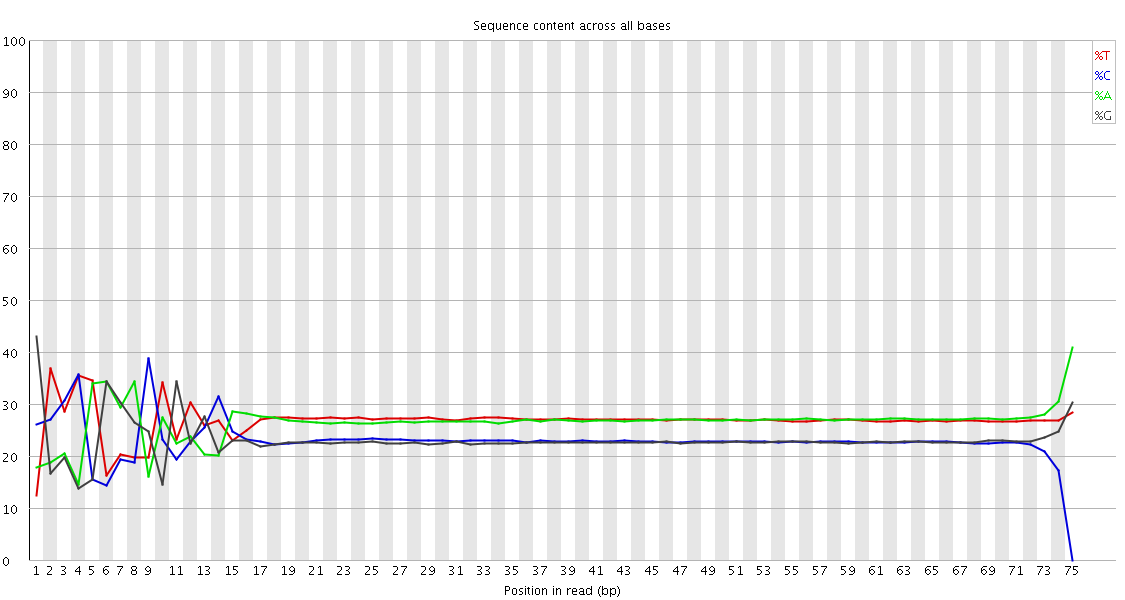 Sequence content across all bases
100
90
80
70
60
50
40
30
20
10
0
%T
%C
%A
%G
1 2 3 4 5 6 7 8 9 11 13 15 17 19 21 23 25 27 29 31 33 35 37 39 41 43 45 47 49 51 53 55 57 59 61 63 65 67 69 71 73 75
Position in read (bp)